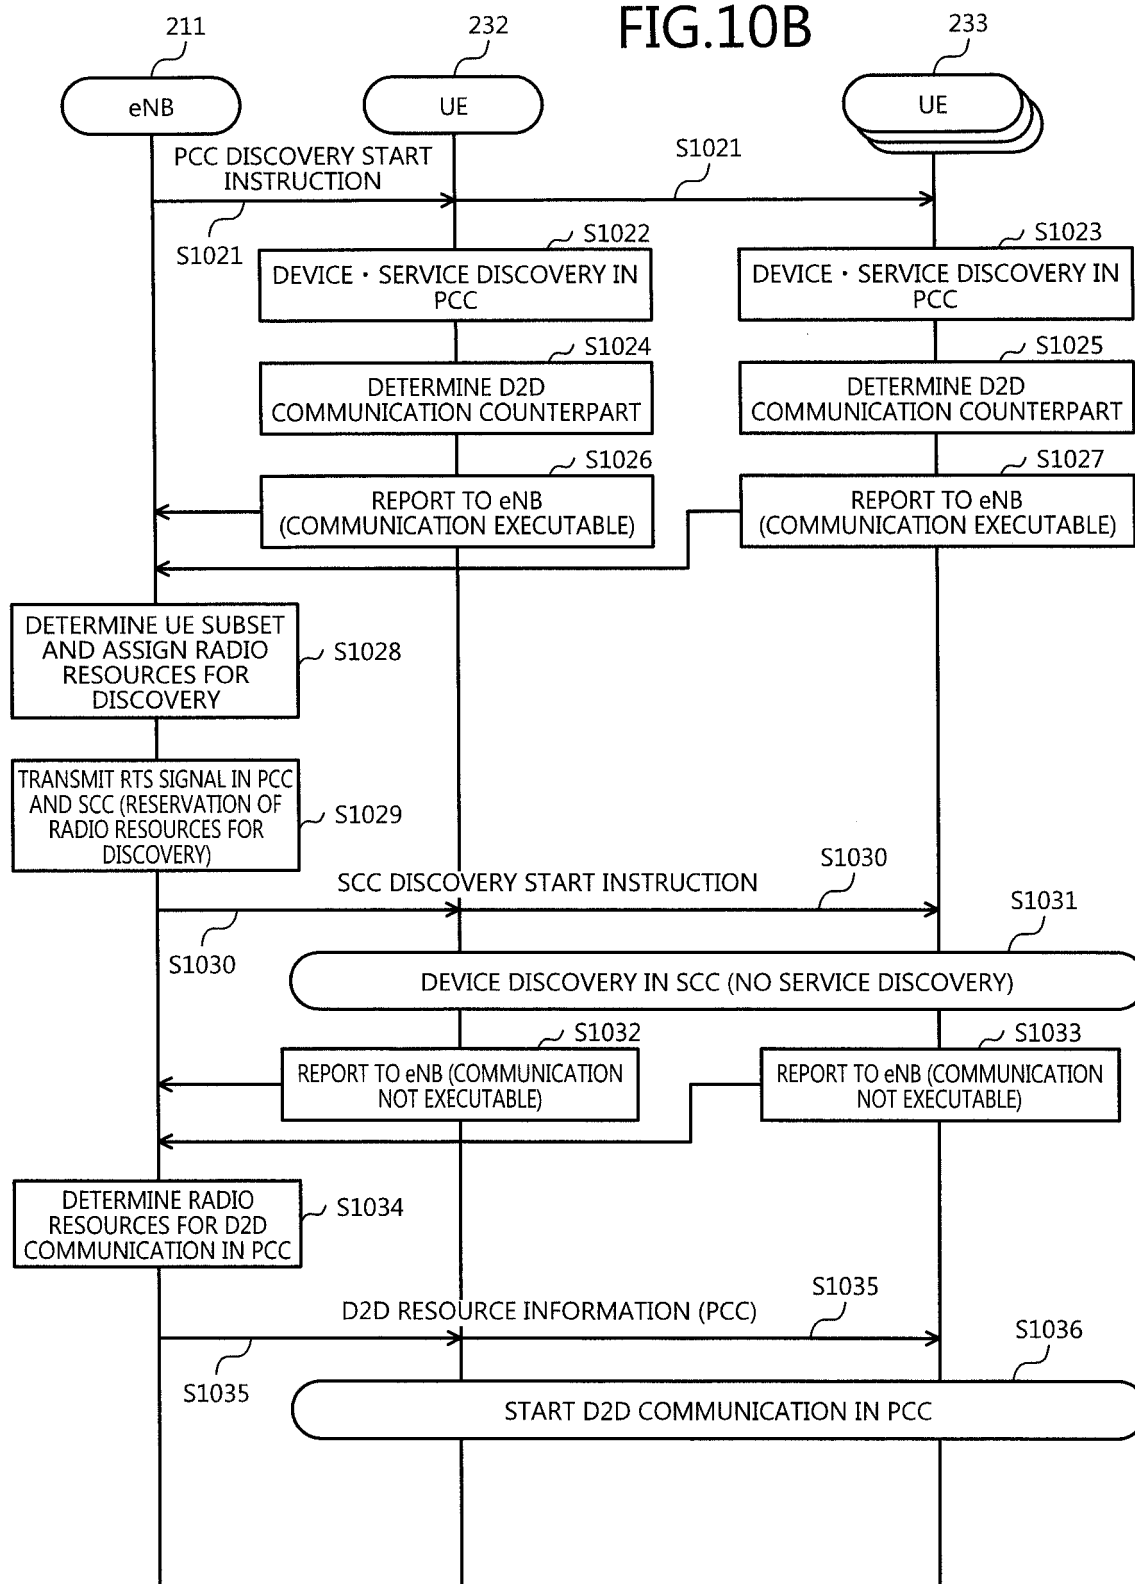 FIG.10B
211
232
233
eNB
UE
UE
PCC DISCOVERY START
INSTRUCTION
S1021
S1021
S1022
S1023
DEVICE・SERVICE DISCOVERY IN
PCC
DEVICE・SERVICE DISCOVERY IN
PCC
S1024
S1025
DETERMINE D2D
COMMUNICATION COUNTERPART
DETERMINE D2D
COMMUNICATION COUNTERPART
S1026
S1027
REPORT TO eNB
(COMMUNICATION EXECUTABLE)
REPORT TO eNB
(COMMUNICATION EXECUTABLE)
DETERMINE UE SUBSET
AND ASSIGN RADIO
RESOURCES FOR
DISCOVERY
S1028
TRANSMIT RTS SIGNAL IN PCC
AND SCC (RESERVATION OF
RADIO RESOURCES FOR
DISCOVERY)
S1029
SCC DISCOVERY START INSTRUCTION
S1030
S1030
S1031
DEVICE DISCOVERY IN SCC (NO SERVICE DISCOVERY)
S1032
S1033
REPORT TO eNB (COMMUNICATION
NOT EXECUTABLE)
REPORT TO eNB (COMMUNICATION
NOT EXECUTABLE)
DETERMINE RADIO
RESOURCES FOR D2D
COMMUNICATION IN PCC
S1034
D2D RESOURCE INFORMATION (PCC)
S1035
S1035
S1036
START D2D COMMUNICATION IN PCC